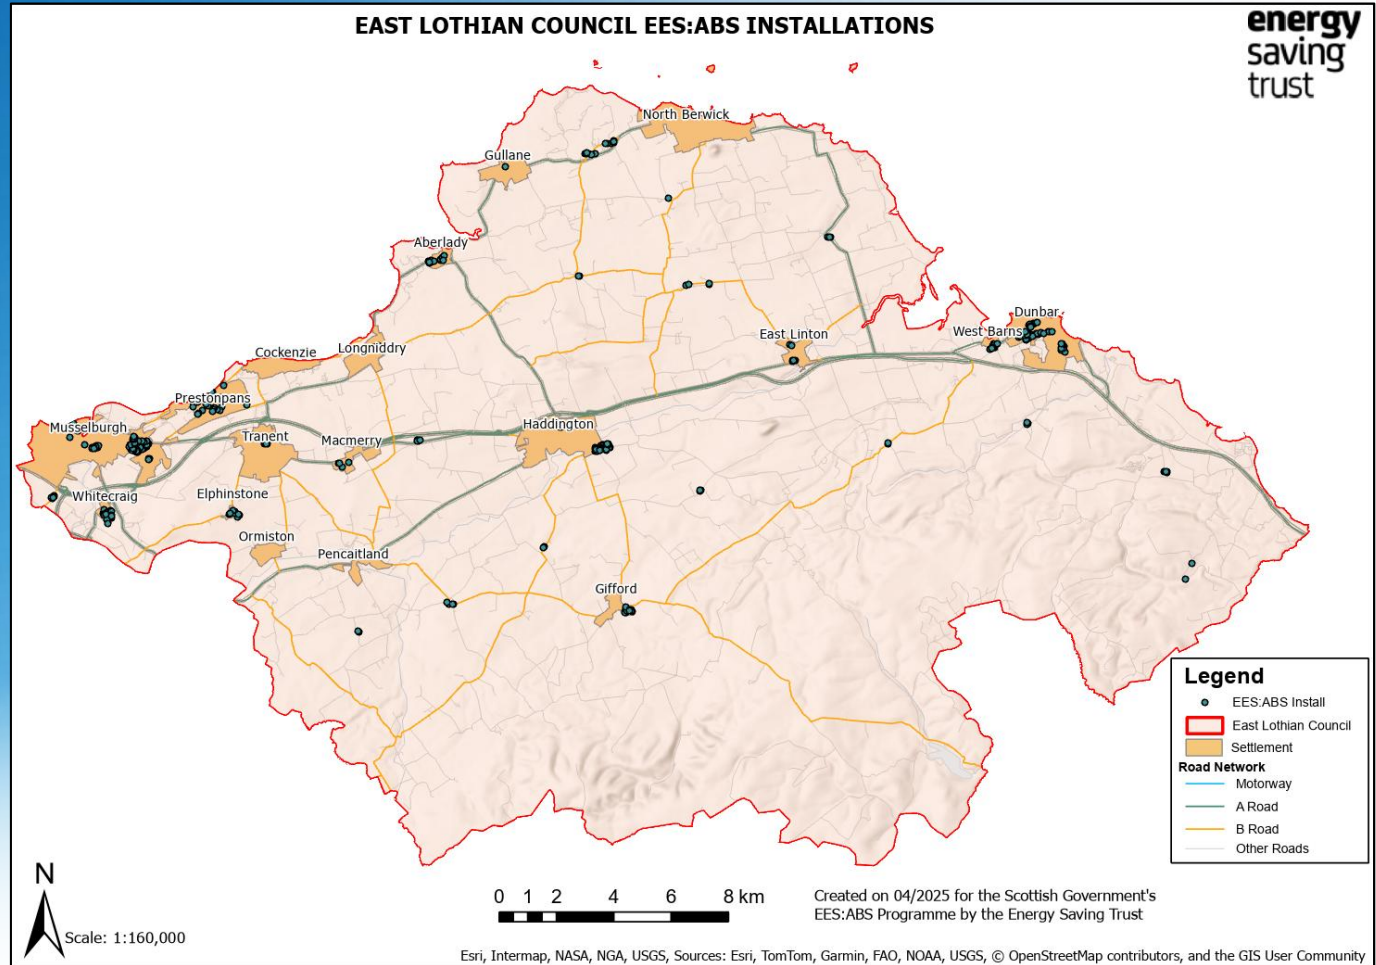 EAST LOTHIAN COUNCIL EES:ABS INSTALLATIONS
energy
saving
trust
North Berwick
Gullane
Aberlady
Dunbar
West Barns
East Linton
Longniddry
Cockenzie
Prestonpans
Musselburgh
Tranent
Macmerry
Haddington
Whitecraig
Elphinstone
Ormiston
Pencaitland
Gifford
Legend
EES:ABS Install
East Lothian Council
Settlement
Road Network
Motorway
A Road
B Road
Other Roads
N
Scale: 1:160,000
0 1 2 4 6 8 km
Created on 04/2025 for the Scottish Government's
EES:ABS Programme by the Energy Saving Trust
Esri, Intermap, NASA, NGA, USGS, Sources: Esri, TomTom, Garmin, FAO, NOAA, USGS, © OpenStreetMap contributors, and the GIS User Community